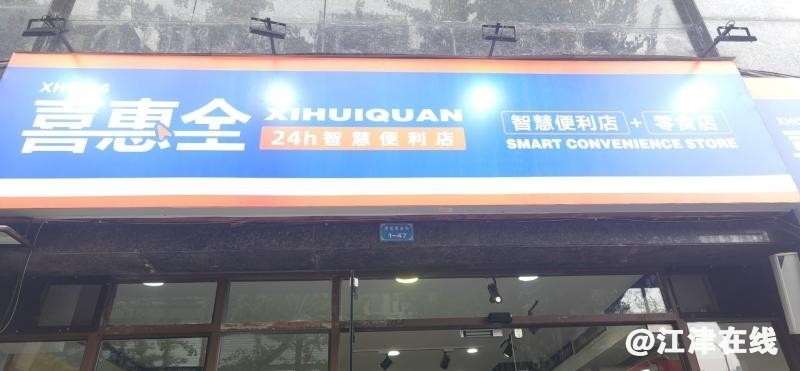 喜惠全
XIHUIQUAN
24h智慧便利店
智慧便利店+零食店
SMART CONVENIENCE STORE
1-47
@江津在线